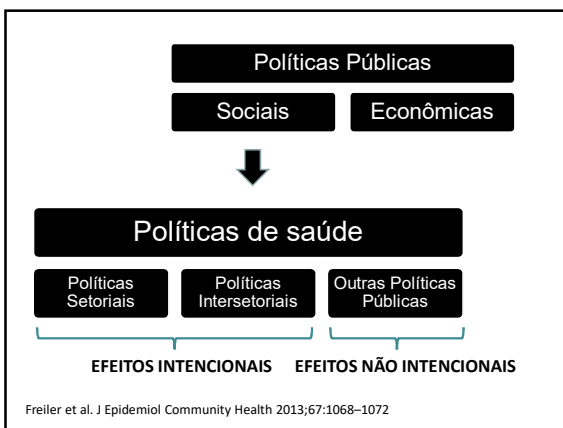 Políticas Públicas
Sociais
Econômicas
Políticas de saúde
Políticas
Setoriais
Políticas
Intersetoriais
Outras Políticas
Públicas
EFEITOS INTENCIONAIS
EFEITOS NÃO INTENCIONAIS
Freiler et al. J Epidemiol Community Health 2013;67:1068–1072